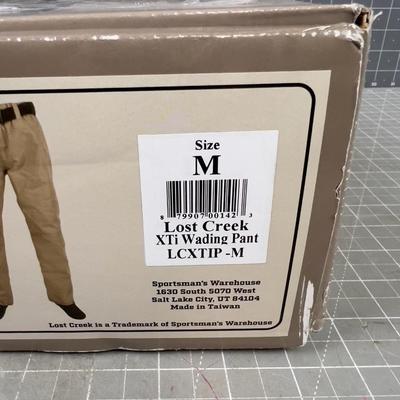 Size
M
8 79907 00142 3
Lost Creek
XTi Wading Pant
LCXTIP -M
Sportsman's Warehouse
1630 South 5070 West
Salt Lake City, UT 84104
Made in Taiwan
Lost Creek is a Trademark of Sportsman's Warehouse